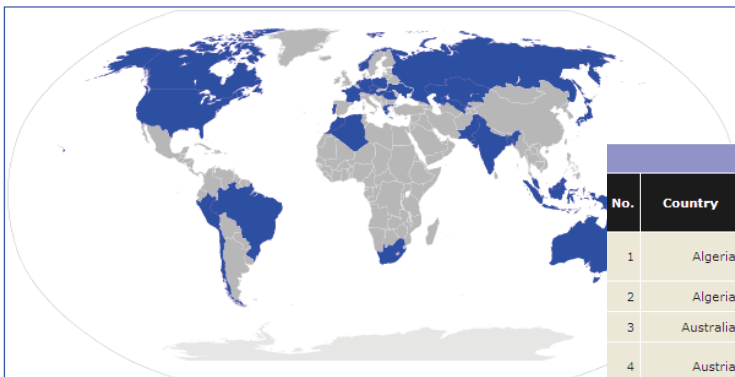 No. Country
1 Algeria
2 Algeria
3 Australia
4 Austria